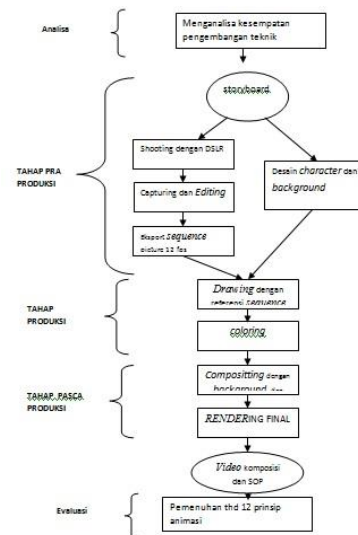 Analisa
Menganalisa kesempatan
pengembangan teknik
storyboard
TAHAP PRA
PRODUKSI
Shooting dengan DSLR
Capturing dan Editing
Eksport sequence
picture 12 fps
Desain character dan
background
TAHAP
PRODUKSI
Drawing dengan
referensi sequence
coloring
TAHAP PASCA
PRODUKSI
Compositting dengan
background
RENDERING FINAL
Video komposisi
dan SOP
Evaluasi
Pemenuhan thd 12 prinsip
animasi